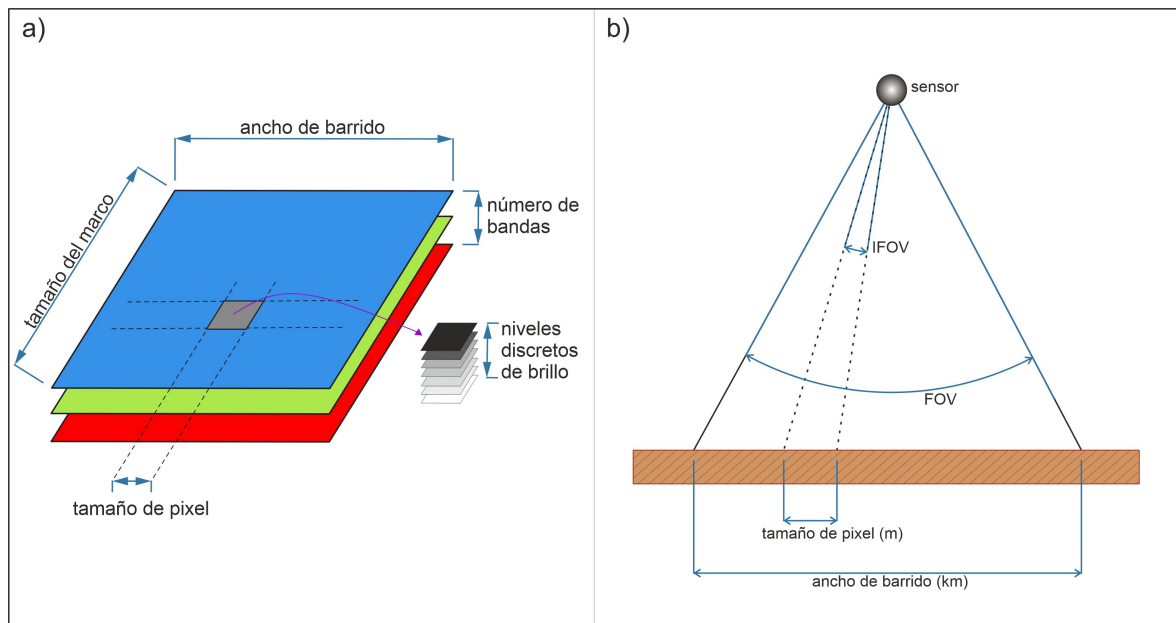 a)
ancho de barrido
tamaño del marco
número de
bandas
niveles
discretos
de brillo
tamaño de pixel
b)
sensor
IFOV
FOV
tamaño de pixel (m)
ancho de barrido (km)